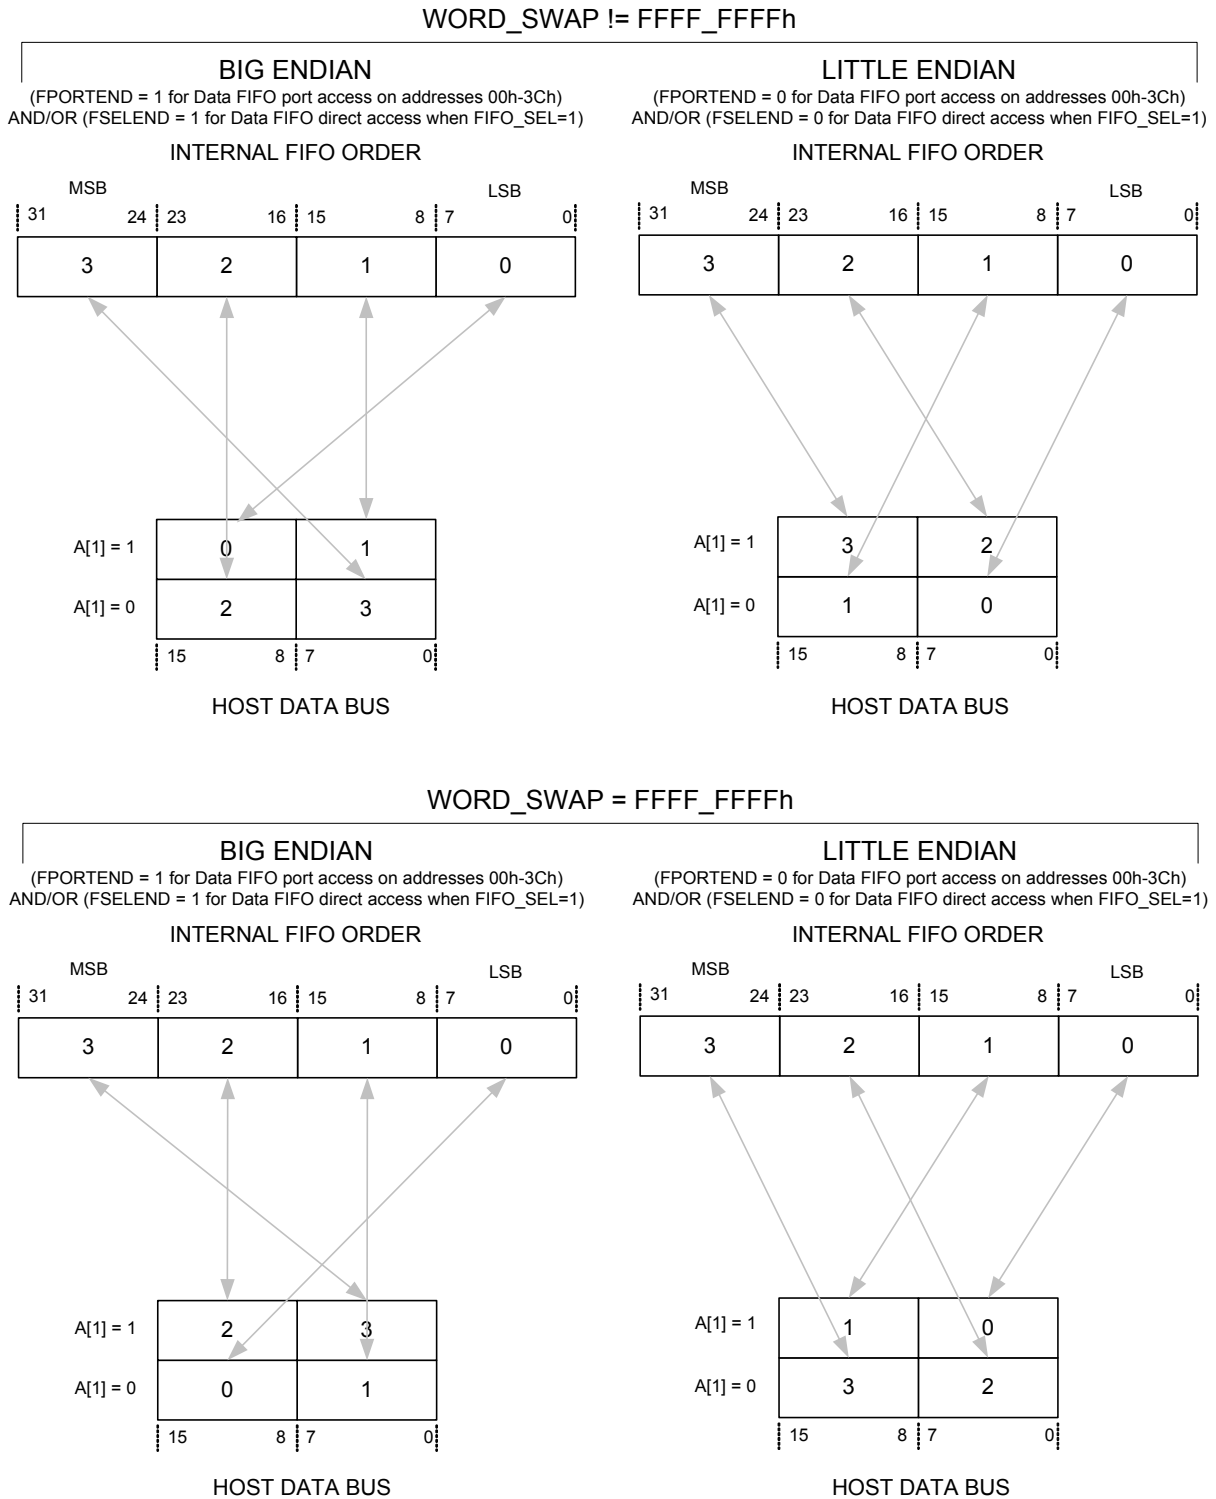 WORD_SWAP != FFFF_FFFFh
BIG ENDIAN
(FPORTEND = 1 for Data FIFO port access on addresses 00h-3Ch)
AND/OR (FSELEND = 1 for Data FIFO direct access when FIFO_SEL=1)
INTERNAL FIFO ORDER
MSB LSB
31 24 23 16 15 8 7 0
3 2 1 0
A[1] = 1 0 1
A[1] = 0 2 3
15 8 7 0
HOST DATA BUS
LITTLE ENDIAN
(FPORTEND = 0 for Data FIFO port access on addresses 00h-3Ch)
AND/OR (FSELEND = 0 for Data FIFO direct access when FIFO_SEL=1)
INTERNAL FIFO ORDER
MSB LSB
31 24 23 16 15 8 7 0
3 2 1 0
A[1] = 1 3 2
A[1] = 0 1 0
15 8 7 0
HOST DATA BUS
WORD_SWAP = FFFF_FFFFh
BIG ENDIAN
(FPORTEND = 1 for Data FIFO port access on addresses 00h-3Ch)
AND/OR (FSELEND = 1 for Data FIFO direct access when FIFO_SEL=1)
INTERNAL FIFO ORDER
MSB LSB
31 24 23 16 15 8 7 0
3 2 1 0
A[1] = 1 2 3
A[1] = 0 0 1
15 8 7 0
HOST DATA BUS
LITTLE ENDIAN
(FPORTEND = 0 for Data FIFO port access on addresses 00h-3Ch)
AND/OR (FSELEND = 0 for Data FIFO direct access when FIFO_SEL=1)
INTERNAL FIFO ORDER
MSB LSB
31 24 23 16 15 8 7 0
3 2 1 0
A[1] = 1 1 0
A[1] = 0 3 2
15 8 7 0
HOST DATA BUS